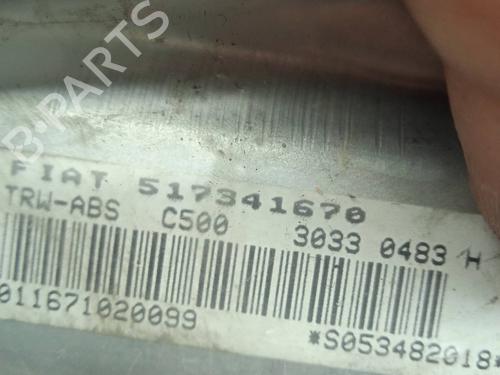 B-PARTS
FIAT 517341670
TRW-ABS C500 3033 0483 H
011671020099
*S053482018*